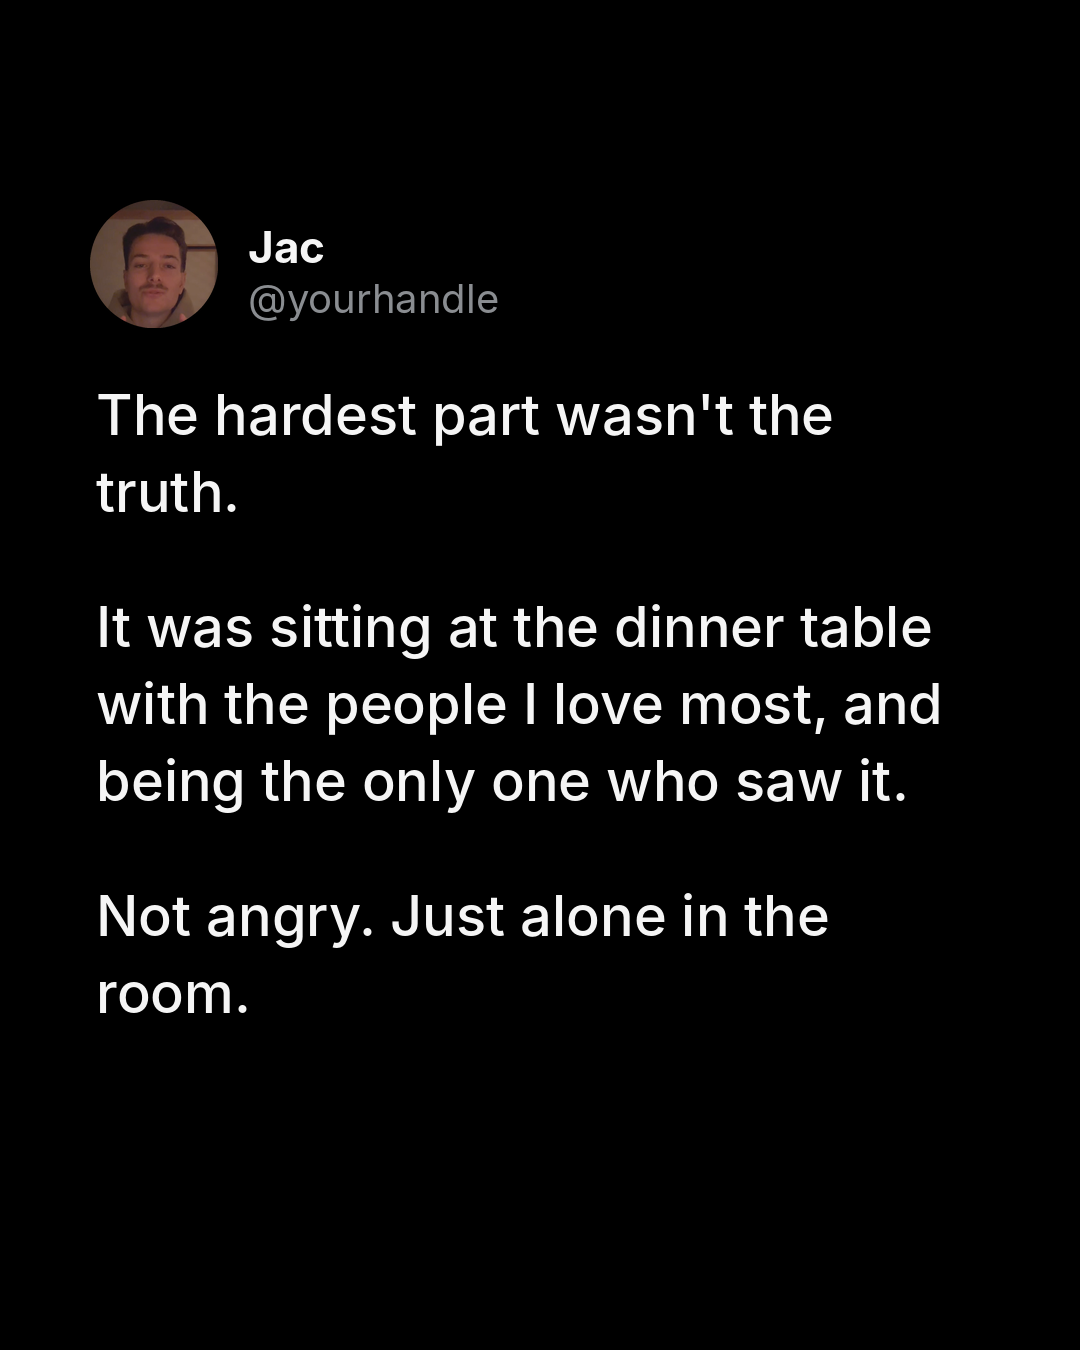 Jac
@yourhandle
The hardest part wasn't the
truth.
It was sitting at the dinner table
with the people I love most, and
being the only one who saw it.
Not angry. Just alone in the
room.